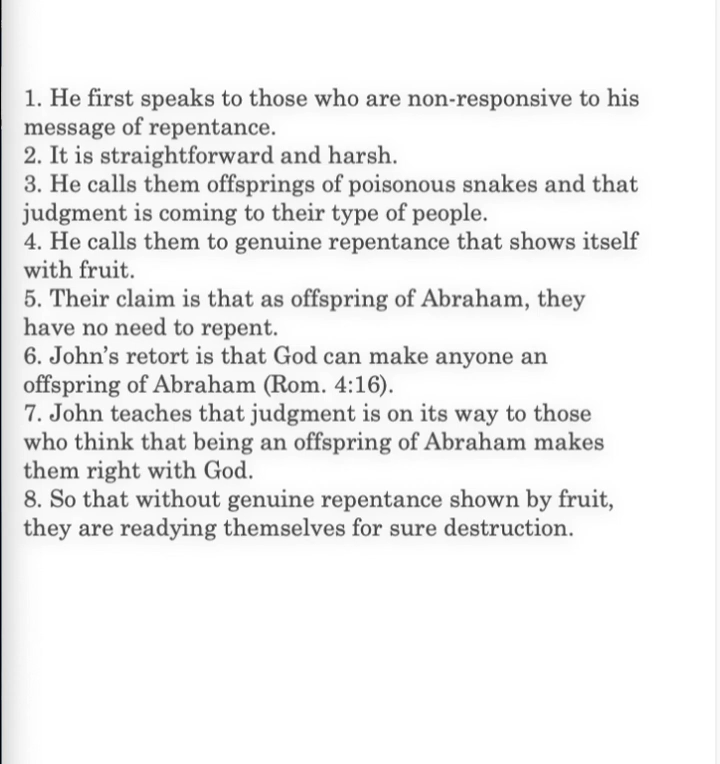 1. He first speaks to those who are non-responsive to his
message of repentance.
2. It is straightforward and harsh.
3. He calls them offsprings of poisonous snakes and that
judgment is coming to their type of people.
4. He calls them to genuine repentance that shows itself
with fruit.
5. Their claim is that as offspring of Abraham, they
have no need to repent.
6. John’s retort is that God can make anyone an
offspring of Abraham (Rom. 4:16).
7. John teaches that judgment is on its way to those
who think that being an offspring of Abraham makes
them right with God.
8. So that without genuine repentance shown by fruit,
they are readying themselves for sure destruction.